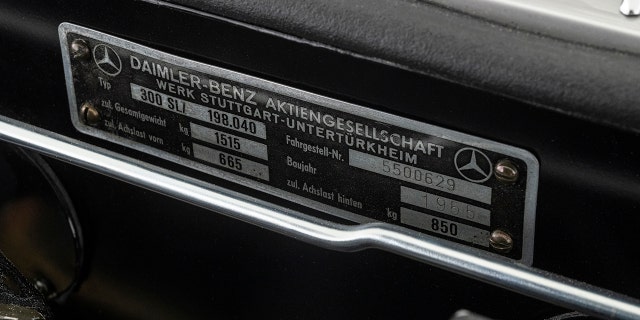 DAIMLER-BENZ AKTIENGESELLSCHAFT
WERK STUTTGART-UNTERTÜRKHEIM
Typ 300 SL/ 198.040 Fahrgestell-Nr. 5500629
zul. Gesamtgewicht kg 1515 Baujahr 1955
zul. Achslast vorn kg 665 zul. Achslast hinten kg 850